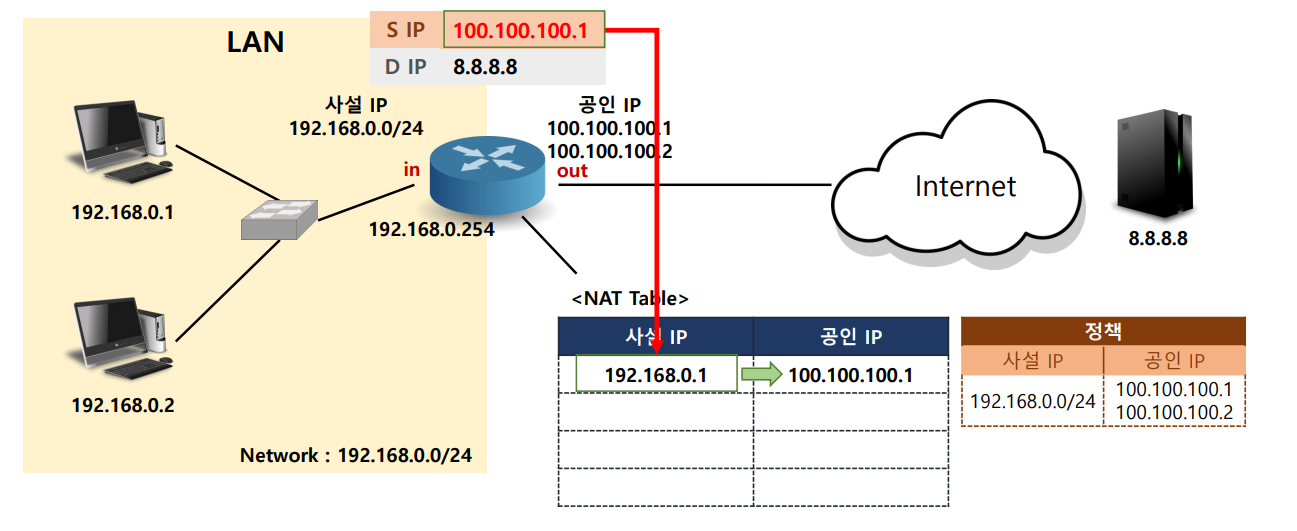 LAN
S IP 100.100.100.1
D IP 8.8.8.8
사설 IP
192.168.0.0/24
공인 IP
100.100.100.1
100.100.100.2
in
out
192.168.0.1
192.168.0.254
Internet
8.8.8.8
192.168.0.2
Network : 192.168.0.0/24
<NAT Table>
사설 IP 공인 IP
192.168.0.1 100.100.100.1
정책
사설 IP 공인 IP
192.168.0.0/24
100.100.100.1
100.100.100.2